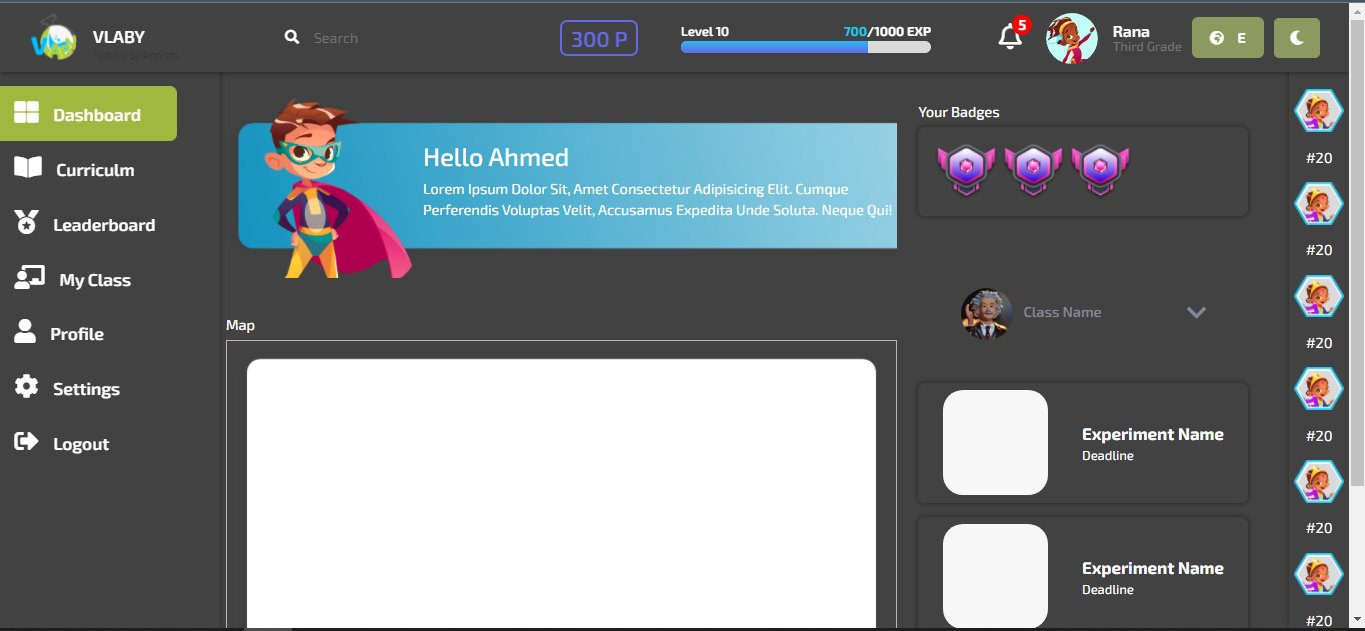 VLABY
Future Scientists
Search
300 P
Level 10
700/1000 EXP
5
Rana
Third Grade
E
Dashboard
Curriculm
Leaderboard
My Class
Profile
Settings
Logout
Hello Ahmed
Lorem Ipsum Dolor Sit, Amet Consectetur Adipisicing Elit. Cumque
Perferendis Voluptas Velit, Accusamus Expedita Unde Soluta. Neque Qui!
Map
Your Badges
Class Name
Experiment Name
Deadline
Experiment Name
Deadline
#20
#20
#20
#20
#20
#20